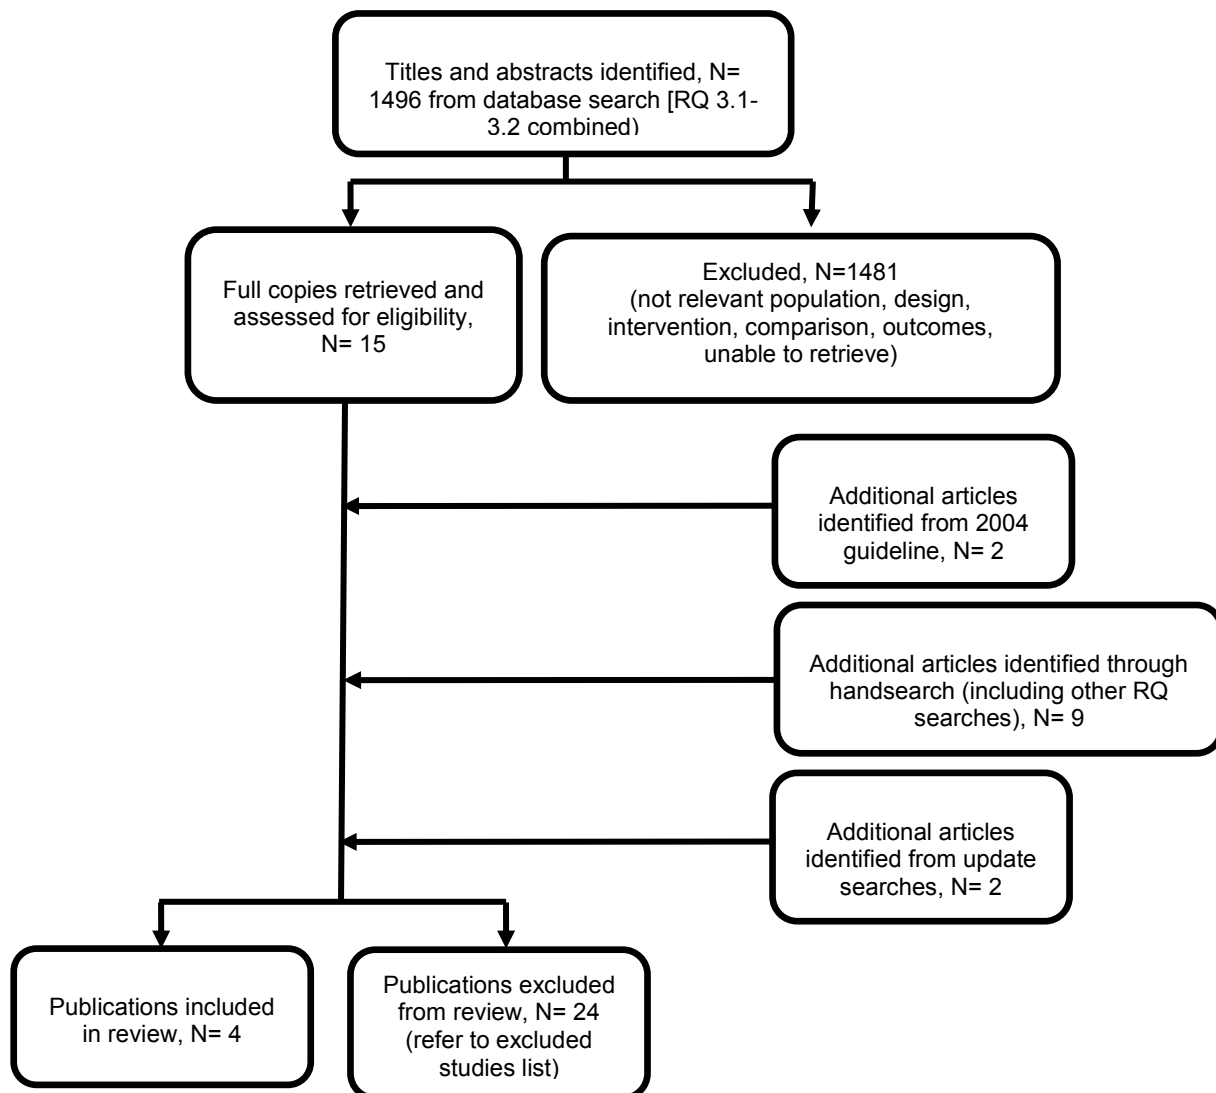 Titles and abstracts identified, N=
1496 from database search [RQ 3.1-
3.2 combined)
Full copies retrieved and
assessed for eligibility,
N= 15
Excluded, N=1481
(not relevant population, design,
intervention, comparison, outcomes,
unable to retrieve)
Additional articles
identified from 2004
guideline, N= 2
Additional articles identified through
handsearch (including other RQ
searches), N= 9
Additional articles
identified from update
searches, N= 2
Publications included
in review, N= 4
Publications excluded
from review, N= 24
(refer to excluded
studies list)